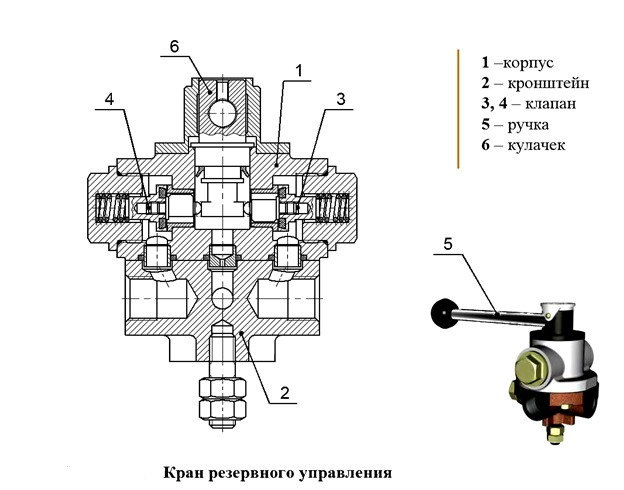 6
1
4
3
2
1 –корпус
2 – кронштейн
3, 4 – клапан
5 – ручка
6 – кулачек
5
Кран резервного управления